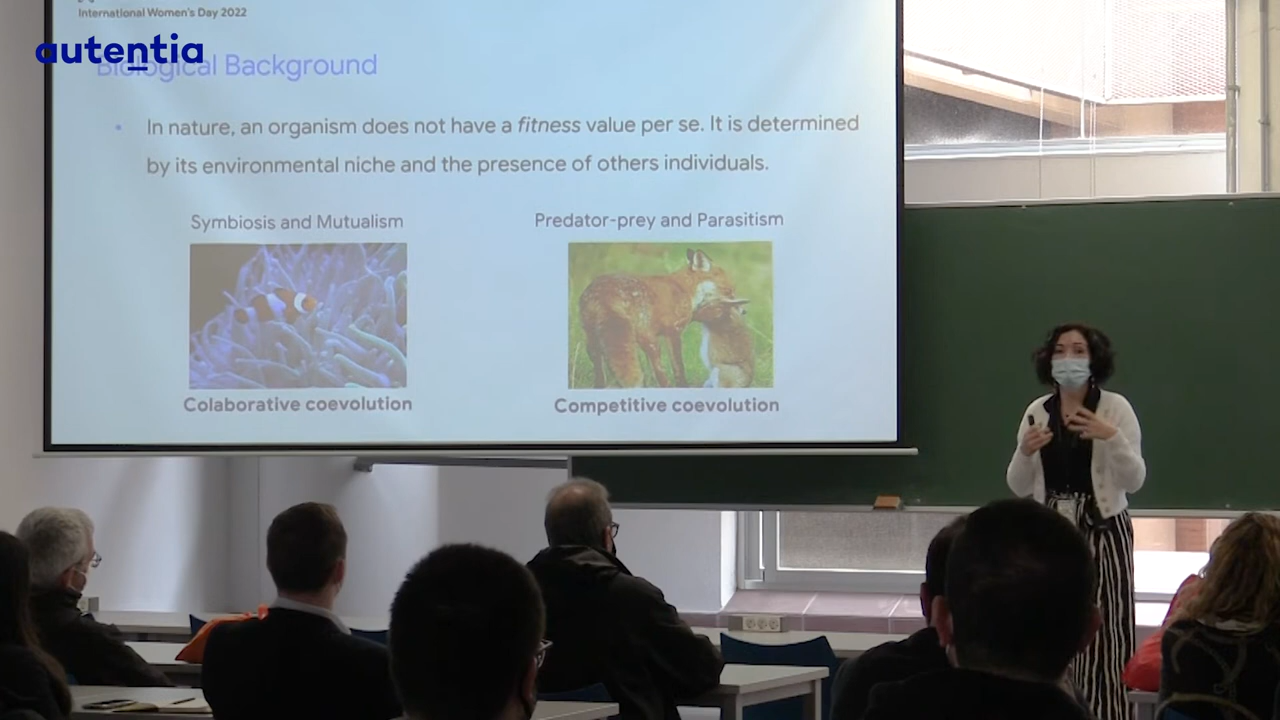 International Women's Day 2022
autentia
Biological Background
In nature, an organism does not have a fitness value per se. It is determined
by its environmental niche and the presence of others individuals.
Symbiosis and Mutualism
Predator-prey and Parasitism
Colaborative coevolution
Competitive coevolution